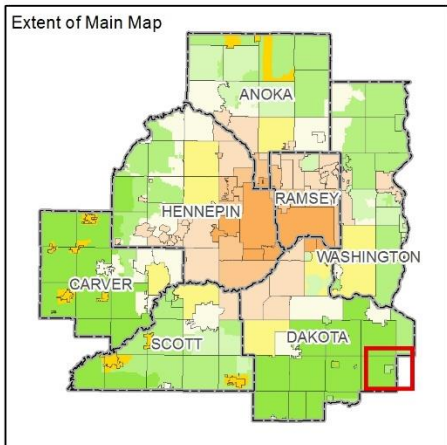 Extent of Main Map
ANOKA
HENNEPIN
RAMSEY
WASHINGTON
CARVER
SCOTT
DAKOTA